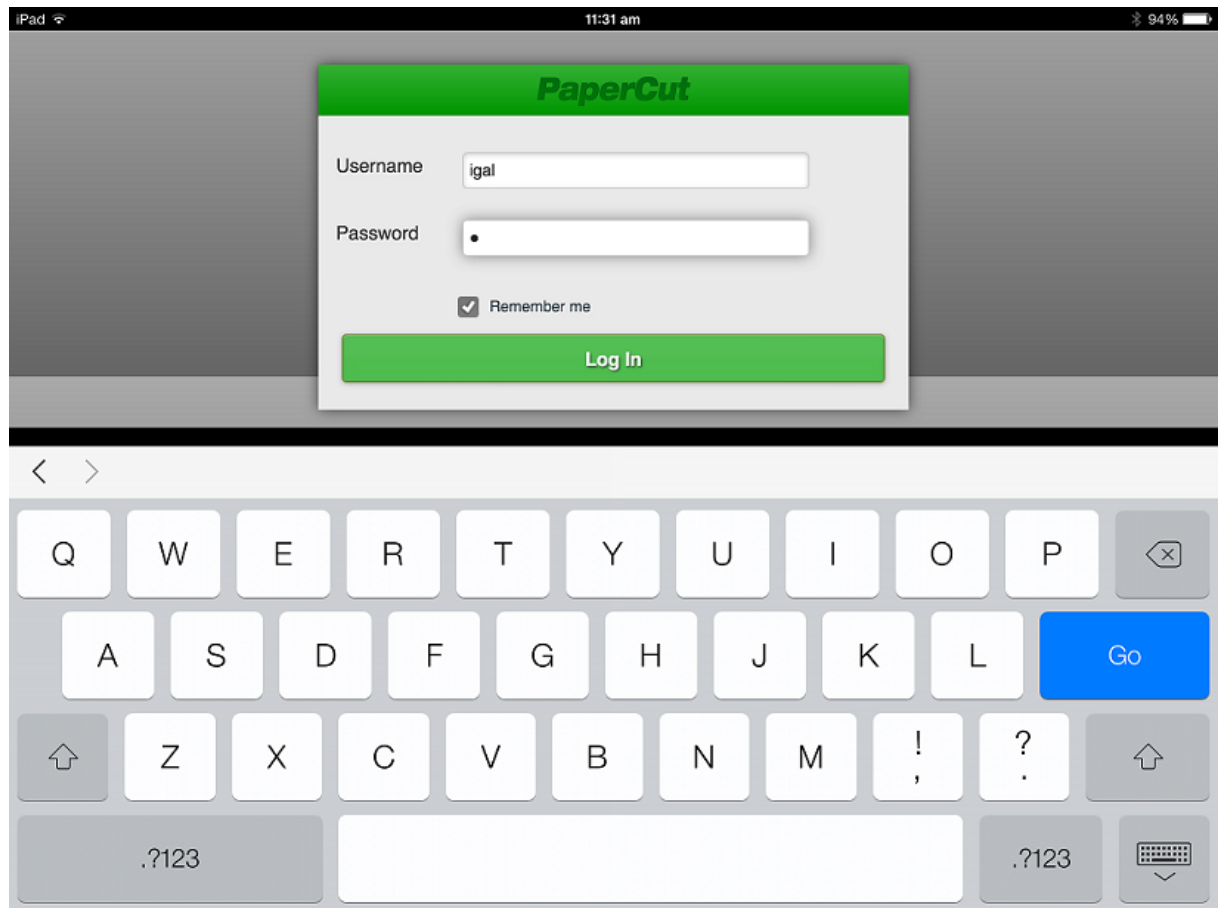 iPad 11:31 am 94%
PaperCut
Username igal
Password •
Remember me
Log In
Q W E R T Y U I O P
A S D F G H J K L Go
Z X C V B N M ! , ? .
.?123 .?123